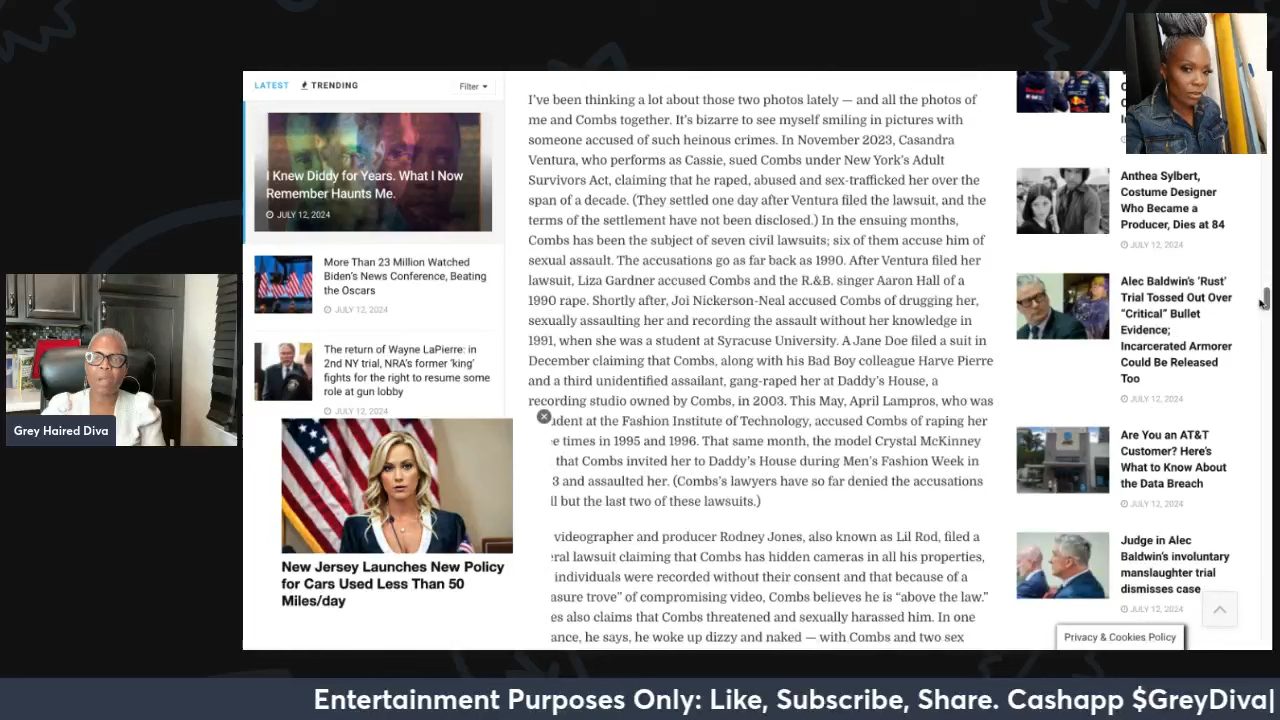 LATEST
TRENDING
Filter
I Knew Diddy for Years. What I Now
Remember Haunts Me.
JULY 12, 2024
More Than 23 Million Watched
Biden's News Conference, Beating
the Oscars
JULY 12, 2024
The return of Wayne LaPierre: in
2nd NY trial, NRA's former 'king'
fights for the right to resume some
role at gun lobby
JULY 12, 2024
New Jersey Launches New Policy
for Cars Used Less Than 50
Miles/day
I've been thinking a lot about those two photos lately — and all the photos of
me and Combs together. It's bizarre to see myself smiling in pictures with
someone accused of such heinous crimes. In November 2023, Casandra
Ventura, who performs as Cassie, sued Combs under New York's Adult
Survivors Act, claiming that he raped, abused and sex-trafficked her over the
span of a decade. (They settled one day after Ventura filed the lawsuit, and the
terms of the settlement have not been disclosed.) In the ensuing months,
Combs has been the subject of seven civil lawsuits; six of them accuse him of
sexual assault. The accusations go as far back as 1990. After Ventura filed her
lawsuit, Liza Gardner accused Combs and the R.&B. singer Aaron Hall of a
1990 rape. Shortly after, Joi Nickerson-Neal accused Combs of drugging her,
sexually assaulting her and recording the assault without her knowledge in
1991, when she was a student at Syracuse University. A Jane Doe filed a suit in
December claiming that Combs, along with his Bad Boy colleague Harve Pierre
and a third unidentified assailant, gang-raped her at Daddy's House, a
recording studio owned by Combs, in 2003. This May, April Lampros, who was
udent at the Fashion Institute of Technology, accused Combs of raping her
e times in 1995 and 1996. That same month, the model Crystal McKinney
that Combs invited her to Daddy's House during Men's Fashion Week in
3 and assaulted her. (Combs's lawyers have so far denied the accusations
ll but the last two of these lawsuits.)
videographer and producer Rodney Jones, also known as Lil Rod, filed a
ral lawsuit claiming that Combs has hidden cameras in all his properties,
individuals were recorded without their consent and that because of a
asure trove" of compromising video, Combs believes he is "above the law."
es also claims that Combs threatened and sexually harassed him. In one
ance, he says, he woke up dizzy and naked — with Combs and two sex
Anthea Sylbert,
Costume Designer
Who Became a
Producer, Dies at 84
JULY 12, 2024
Alec Baldwin's 'Rust'
Trial Tossed Out Over
"Critical" Bullet
Evidence;
Incarcerated Armorer
Could Be Released
Too
JULY 12, 2024
Are You an AT&T
Customer? Here's
What to Know About
the Data Breach
JULY 12, 2024
Judge in Alec
Baldwin's involuntary
manslaughter trial
dismisses case
JULY 12, 2024
Privacy & Cookies Policy
Grey Haired Diva
Entertainment Purposes Only: Like, Subscribe, Share. Cashapp $GreyDiva|